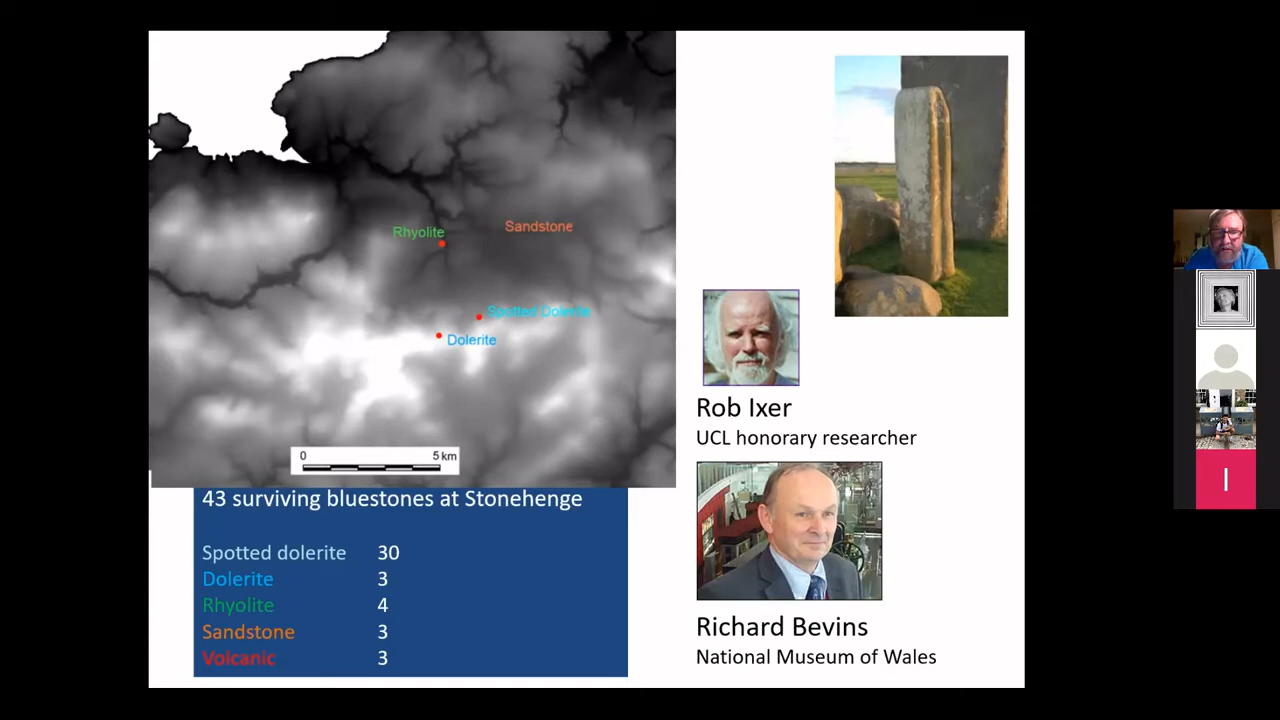 Rhyolite
Sandstone
Spotted Dolerite
Dolerite
0 5 km
43 surviving bluestones at Stonehenge
Spotted dolerite 30
Dolerite 3
Rhyolite 4
Sandstone 3
Volcanic 3
Rob Ixer
UCL honorary researcher
Richard Bevins
National Museum of Wales
I